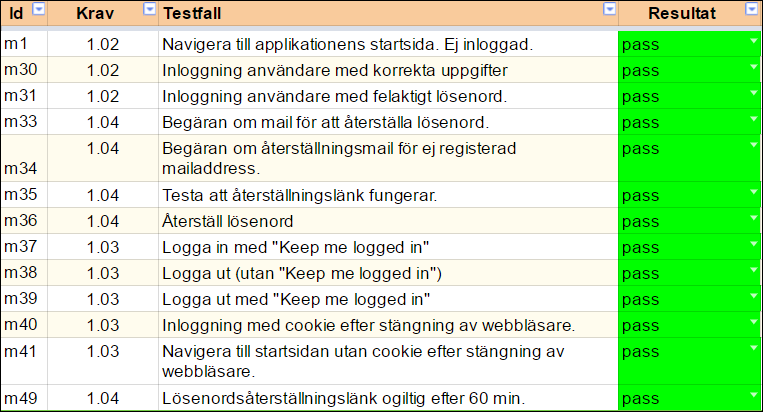 Id Krav Testfall Resultat
m1 1.02 Navigera till applikationens startsida. Ej inloggad. pass
m30 1.02 Inloggning användare med korrekta uppgifter pass
m31 1.02 Inloggning användare med felaktigt lösenord. pass
m33 1.04 Begäran om mail för att återställa lösenord. pass
1.04 Begäran om återställningsmail för ej registerad pass
m34 mailaddress.
m35 1.04 Testa att återställningslänk fungerar. pass
m36 1.04 Återställ lösenord pass
m37 1.03 Logga in med "Keep me logged in" pass
m38 1.03 Logga ut (utan "Keep me logged in") pass
m39 1.03 Logga ut med "Keep me logged in" pass
m40 1.03 Inloggning med cookie efter stängning av webbläsare. pass
m41 1.03 Navigera till startsidan utan cookie efter stängning av pass
webbläsare.
m49 1.04 Lösenordsåterställningslänk ogiltig efter 60 min. pass